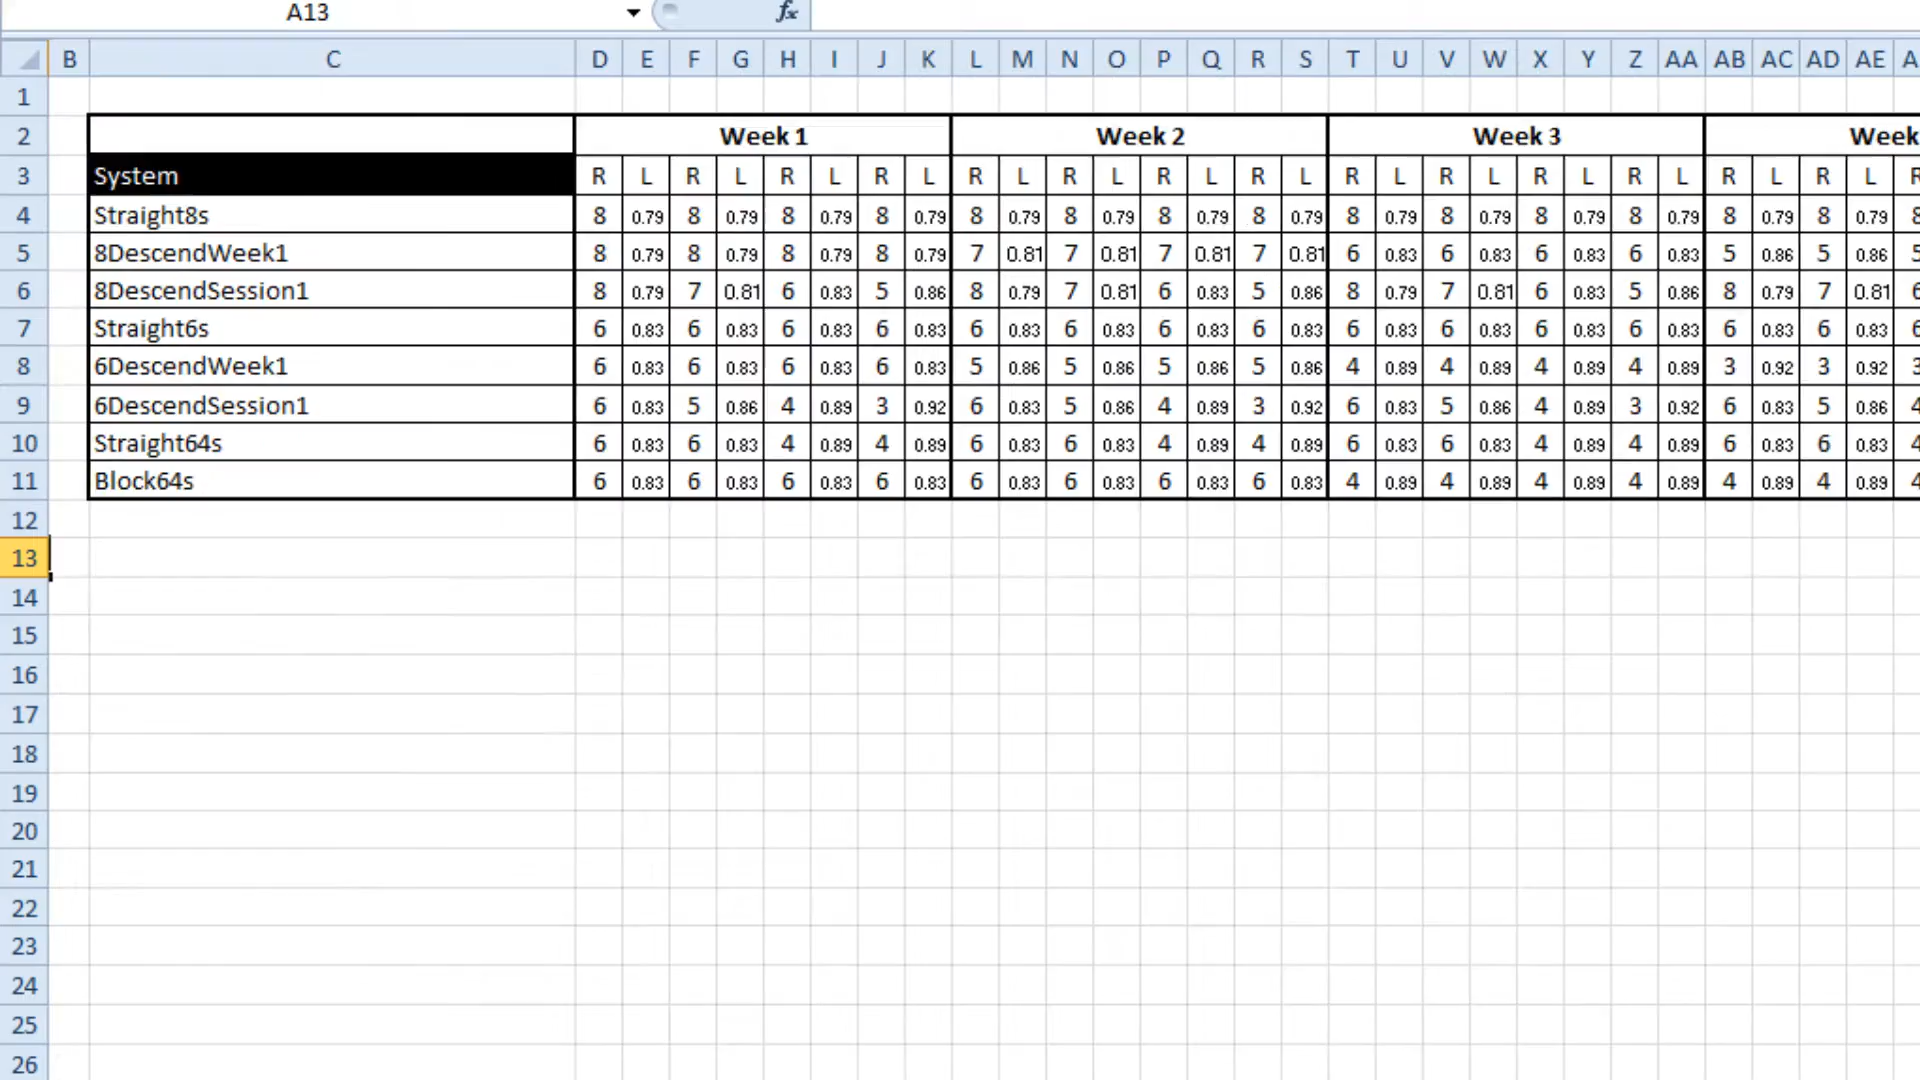 A13 fx
B C D E F G H I J K L M N O P Q R S T U V W X Y Z AA AB AC AD AE
1
2 Week 1 Week 2 Week 3 Week
3 System R L R L R L R L R L R L R L R L R L R L R L R L R L R L R
4 Straight8s 8 0.79 8 0.79 8 0.79 8 0.79 8 0.79 8 0.79 8 0.79 8 0.79 8 0.79 8 0.79 8 0.79 8 0.79 8 0.79 8 0.79 8
5 8DescendWeek1 8 0.79 8 0.79 8 0.79 8 0.79 7 0.81 7 0.81 7 0.81 7 0.81 6 0.83 6 0.83 6 0.83 6 0.83 5 0.86 5 0.86 5
6 8DescendSession1 8 0.79 7 0.81 6 0.83 5 0.86 8 0.79 7 0.81 6 0.83 5 0.86 8 0.79 7 0.81 6 0.83 5 0.86 8 0.79 7 0.81 6
7 Straight6s 6 0.83 6 0.83 6 0.83 6 0.83 6 0.83 6 0.83 6 0.83 6 0.83 6 0.83 6 0.83 6 0.83 6 0.83 6 0.83 6 0.83 6
8 6DescendWeek1 6 0.83 6 0.83 6 0.83 6 0.83 5 0.86 5 0.86 5 0.86 5 0.86 4 0.89 4 0.89 4 0.89 4 0.89 3 0.92 3 0.92 3
9 6DescendSession1 6 0.83 5 0.86 4 0.89 3 0.92 6 0.83 5 0.86 4 0.89 3 0.92 6 0.83 5 0.86 4 0.89 3 0.92 6 0.83 5 0.86 4
10 Straight64s 6 0.83 6 0.83 4 0.89 4 0.89 6 0.83 6 0.83 4 0.89 4 0.89 6 0.83 6 0.83 4 0.89 4 0.89 6 0.83 6 0.83 4
11 Block64s 6 0.83 6 0.83 6 0.83 6 0.83 6 0.83 6 0.83 6 0.83 6 0.83 4 0.89 4 0.89 4 0.89 4 0.89 4 0.89 4 0.89 4
12
13
14
15
16
17
18
19
20
21
22
23
24
25
26